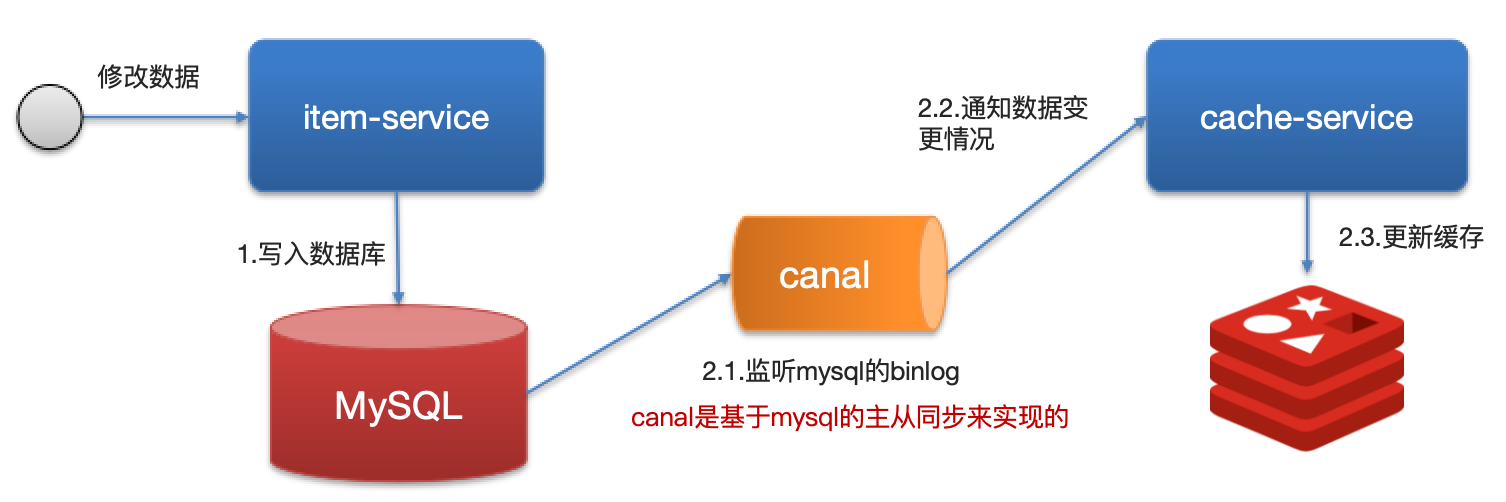 修改数据
item-service
1.写入数据库
MySQL
canal
2.1.监听mysql的binlog
canal是基于mysql的主从同步来实现的
2.2.通知数据变
更情况
cache-service
2.3.更新缓存